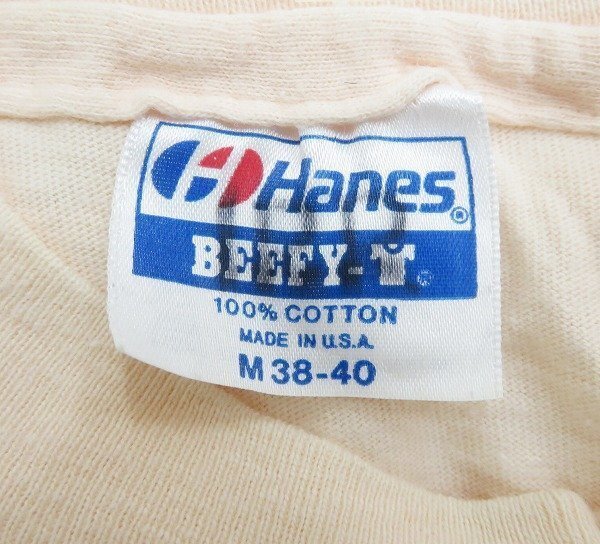 Hanes®
BEEFY-T®
100% COTTON
MADE IN U.S.A.
M 38-40